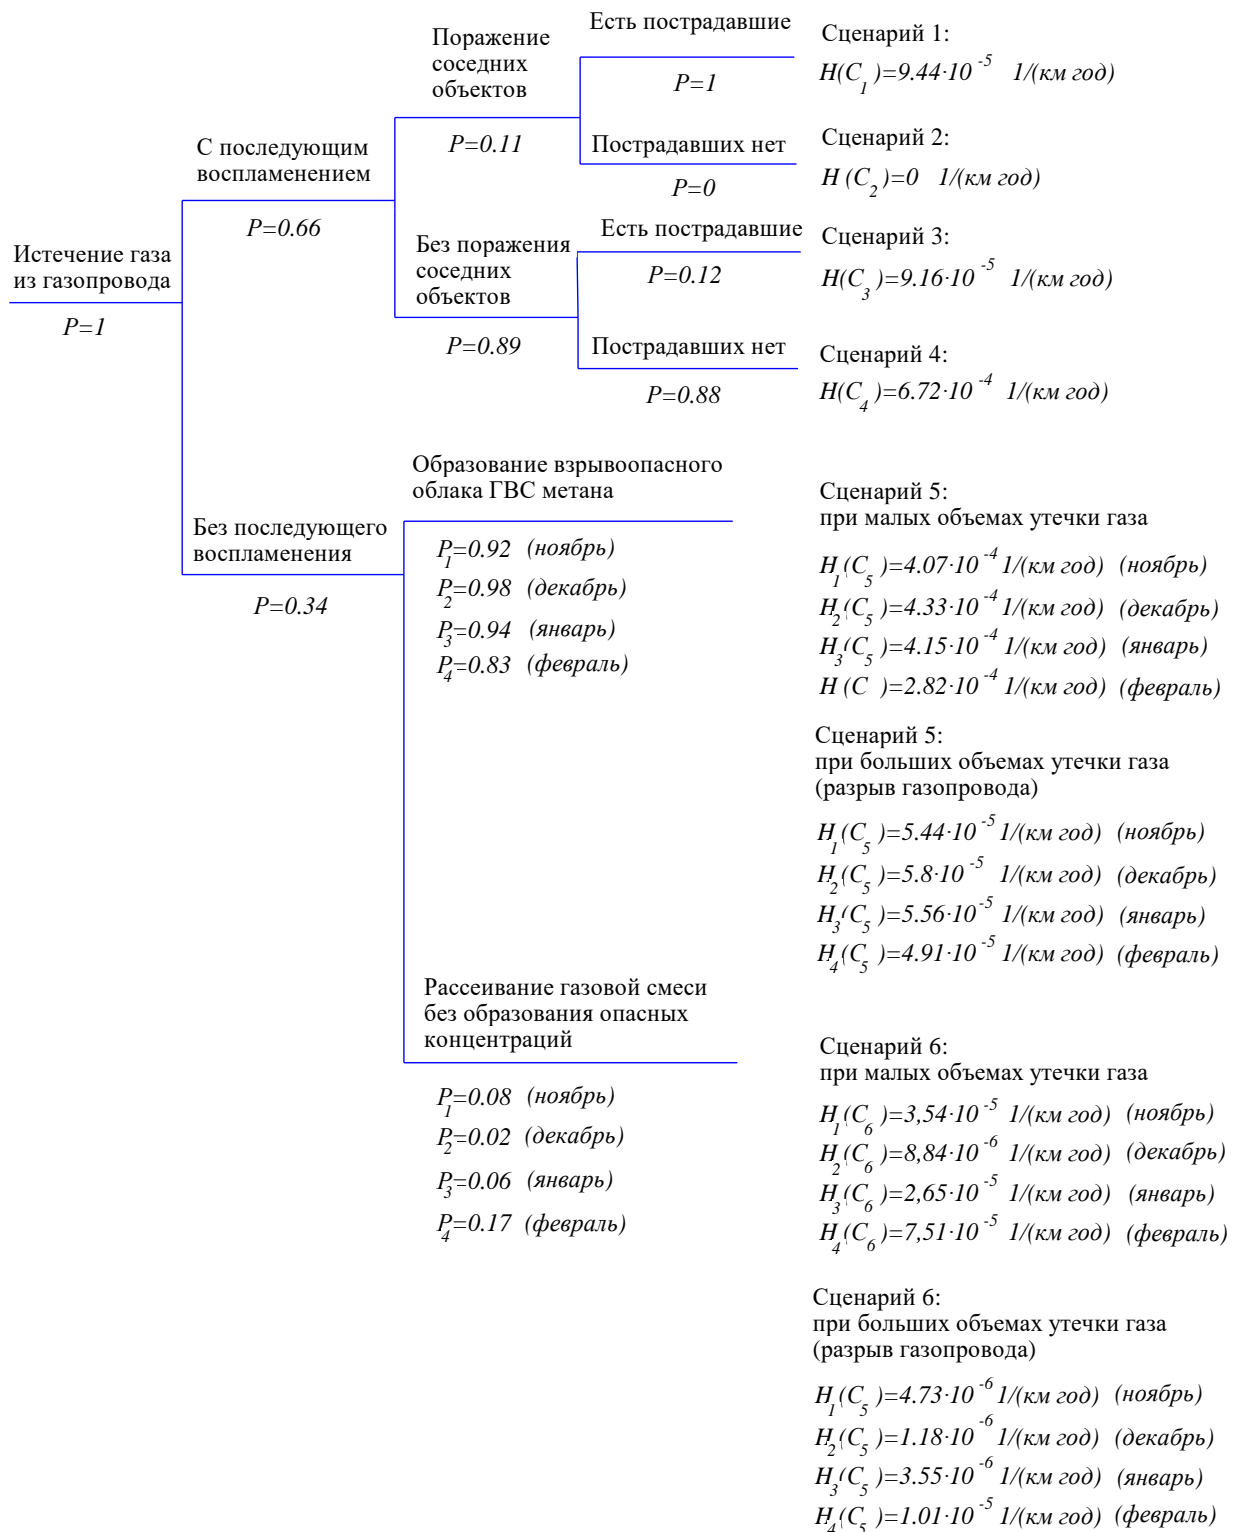 Есть пострадавшие
Поражение
соседних
объектов
Сценарий 1:
H(C₁)=9.44·10⁻⁵ 1/(км год)
P=1
P=0.11
Пострадавших нет
Сценарий 2:
H (C₂)=0 1/(км год)
P=0
С последующим
воспламенением
P=0.66
Без поражения
соседних
объектов
Есть пострадавшие
Сценарий 3:
H(C₃)=9.16·10⁻⁵ 1/(км год)
P=0.12
Истечение газа
из газопровода
P=1
P=0.89
Пострадавших нет
Сценарий 4:
H(C₄)=6.72·10⁻⁴ 1/(км год)
P=0.88
Образование взрывоопасного
облака ГВС метана
Без последующего
воспламенения
P=0.34
P₁=0.92 (ноябрь)
P₂=0.98 (декабрь)
P₃=0.94 (январь)
P₄=0.83 (февраль)
Сценарий 5:
при малых объемах утечки газа
H₁(C₅)=4.07·10⁻⁴ 1/(км год) (ноябрь)
H₂(C₅)=4.33·10⁻⁴ 1/(км год) (декабрь)
H₃(C₅)=4.15·10⁻⁴ 1/(км год) (январь)
H (C )=2.82·10⁻⁴ 1/(км год) (февраль)
Сценарий 5:
при больших объемах утечки газа
(разрыв газопровода)
H₁(C₅)=5.44·10⁻⁵ 1/(км год) (ноябрь)
H₂(C₅)=5.8·10⁻⁵ 1/(км год) (декабрь)
H₃(C₅)=5.56·10⁻⁵ 1/(км год) (январь)
H₄(C₅)=4.91·10⁻⁵ 1/(км год) (февраль)
Рассеивание газовой смеси
без образования опасных
концентраций
P₁=0.08 (ноябрь)
P₂=0.02 (декабрь)
P₃=0.06 (январь)
P₄=0.17 (февраль)
Сценарий 6:
при малых объемах утечки газа
H₁(C₆)=3,54·10⁻⁵ 1/(км год) (ноябрь)
H₂(C₆)=8,84·10⁻⁶ 1/(км год) (декабрь)
H₃(C₆)=2,65·10⁻⁵ 1/(км год) (январь)
H₄(C₆)=7,51·10⁻⁵ 1/(км год) (февраль)
Сценарий 6:
при больших объемах утечки газа
(разрыв газопровода)
H₁(C₅)=4.73·10⁻⁶ 1/(км год) (ноябрь)
H₂(C₅)=1.18·10⁻⁶ 1/(км год) (декабрь)
H₃(C₅)=3.55·10⁻⁶ 1/(км год) (январь)
H₄(C₅)=1.01·10⁻⁵ 1/(км год) (февраль)